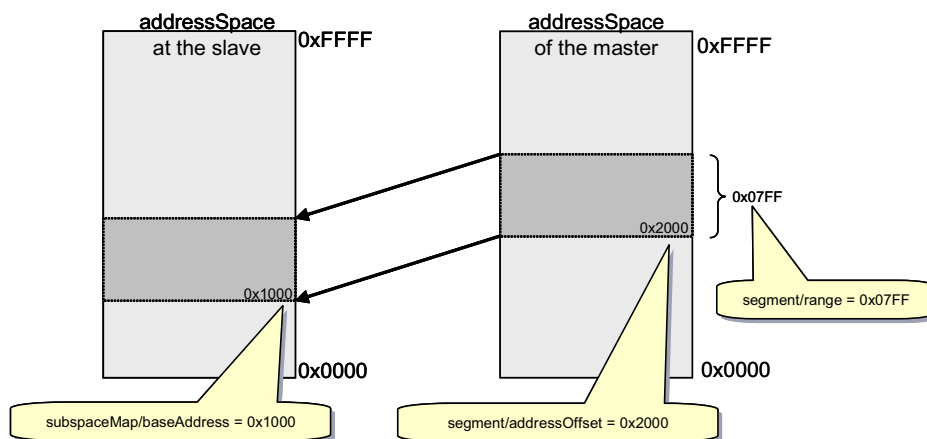 addressSpace
at the slave
0xFFFF
0x1000
0x0000
subspaceMap/baseAddress = 0x1000
addressSpace
of the master
0xFFFF
0x07FF
0x2000
segment/range = 0x07FF
0x0000
segment/addressOffset = 0x2000